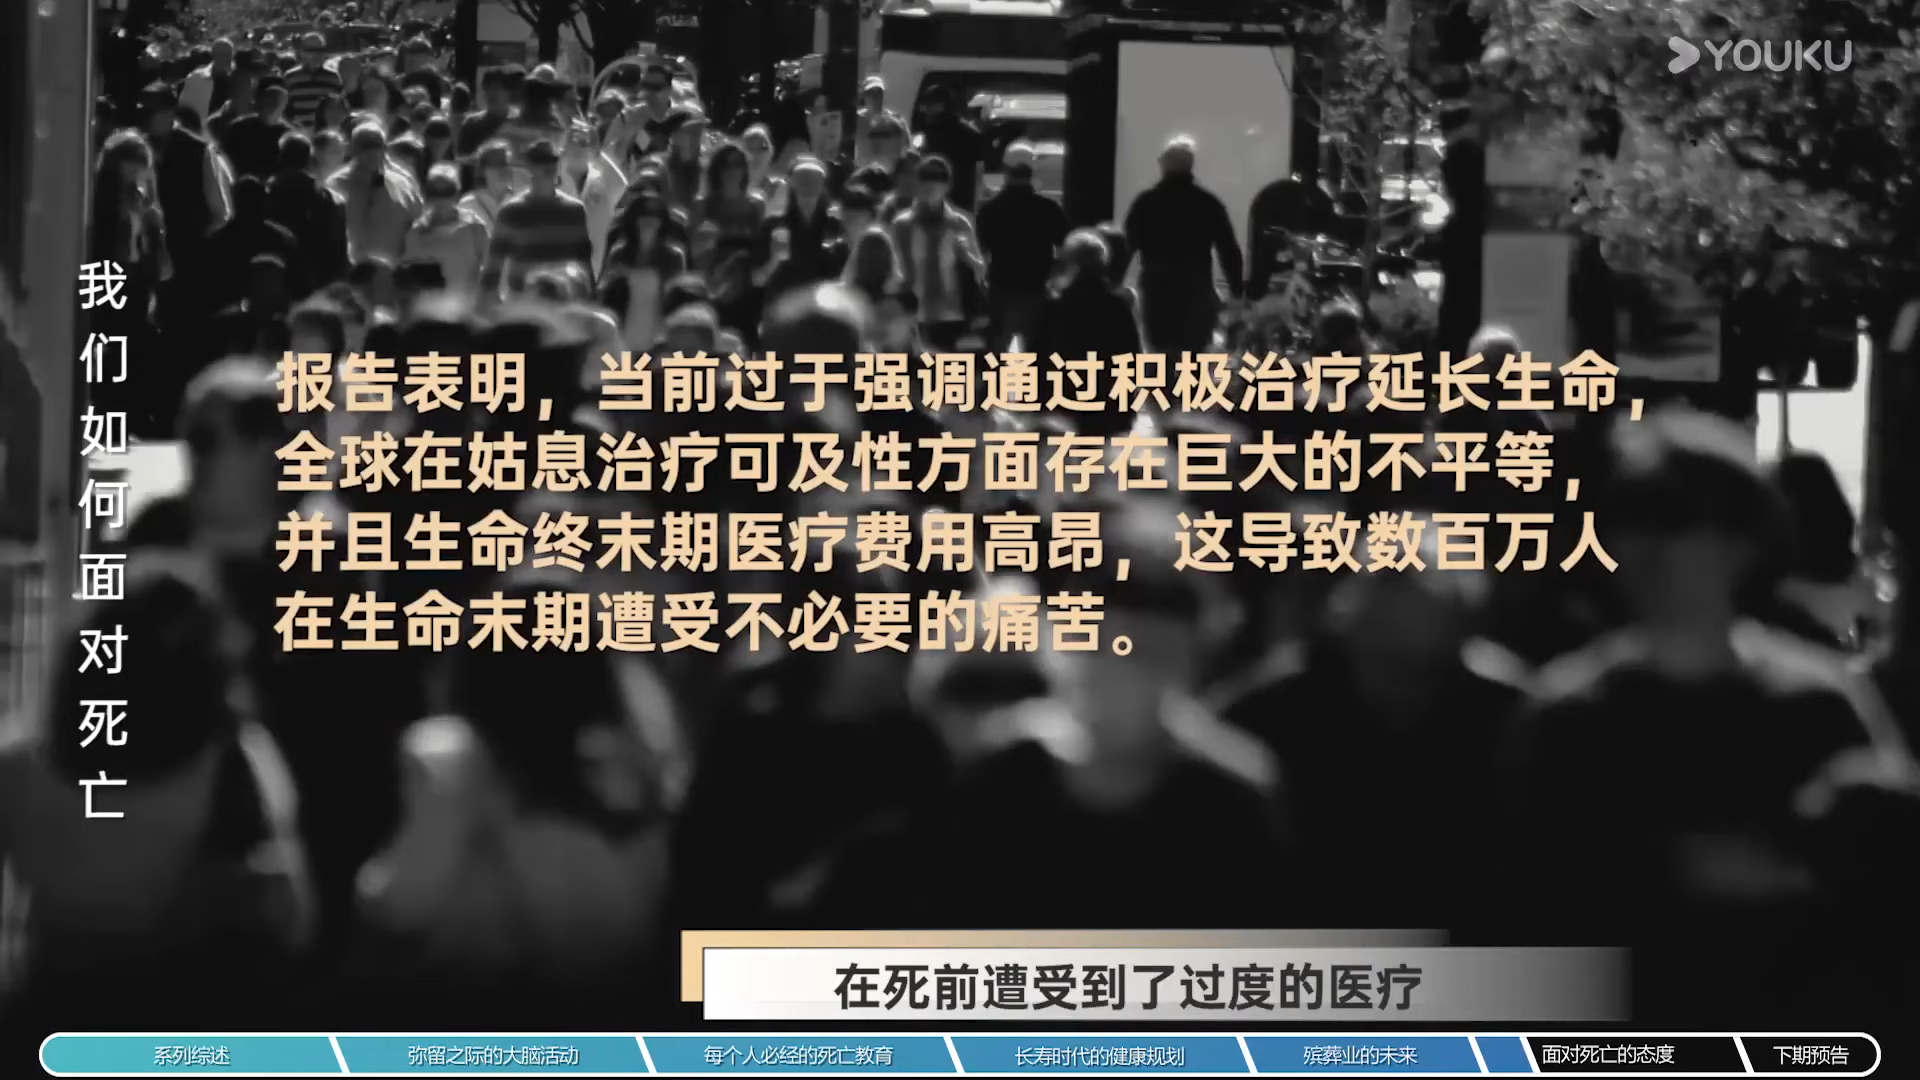 YOUKU
我们如何面对死亡
报告表明，当前过于强调通过积极治疗延长生命，
全球在姑息治疗可及性方面存在巨大的不平等，
并且生命终末期医疗费用高昂，这导致数百万人
在生命末期遭受不必要的痛苦。
在死前遭受到了过度的医疗
系列综述
弥留之际的大脑活动
每个人必经的死亡教育
长寿时代的健康规划
殡葬业的未来
面对死亡的态度
下期预告